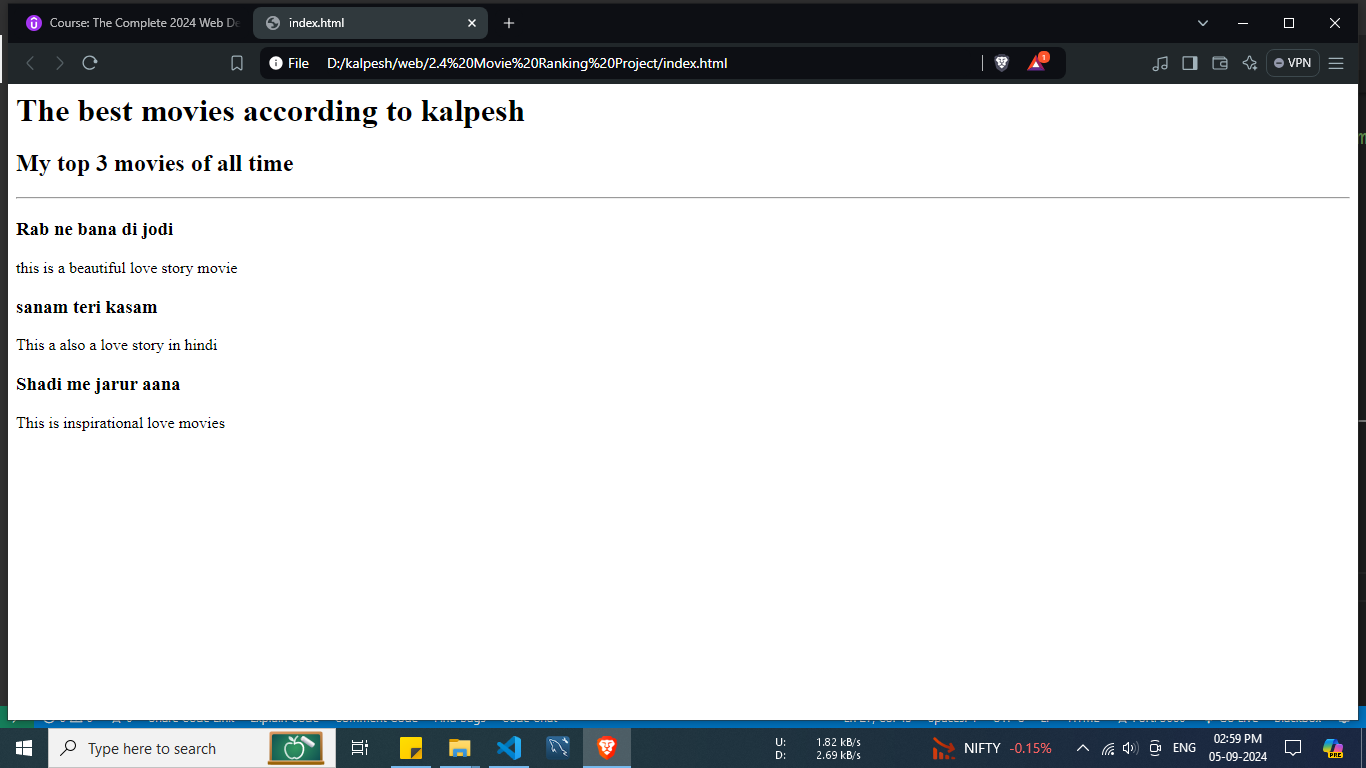 Course: The Complete 2024 Web De
index.html
File D:/kalpesh/web/2.4%20Movie%20Ranking%20Project/index.html
1
VPN
The best movies according to kalpesh
My top 3 movies of all time
Rab ne bana di jodi
this is a beautiful love story movie
sanam teri kasam
This a also a love story in hindi
Shadi me jarur aana
This is inspirational love movies
Type here to search
U: 1.82 kB/s
D: 2.69 kB/s
NIFTY -0.15%
ENG
02:59 PM
05-09-2024
PRE